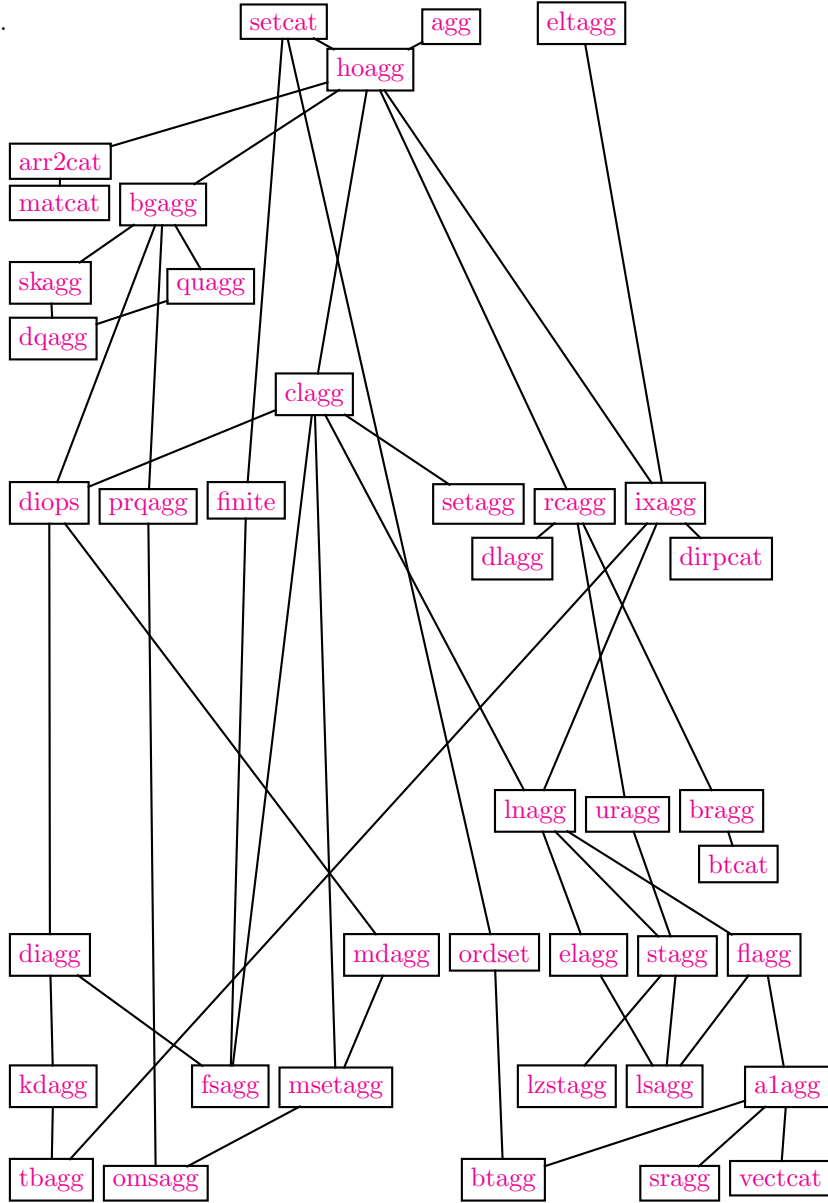 .
setcat
agg
eltagg
hoagg
arr2cat
matcat
bgagg
skagg
quagg
dqagg
clagg
diops
prqagg
finite
setagg
rcagg
ixagg
dlagg
dirpcat
lnagg
uragg
bragg
btcat
diagg
mdagg
ordset
elagg
stagg
flagg
kdagg
fsagg
msetagg
lzstagg
lsagg
a1agg
tbagg
omsagg
btagg
sragg
vectcat